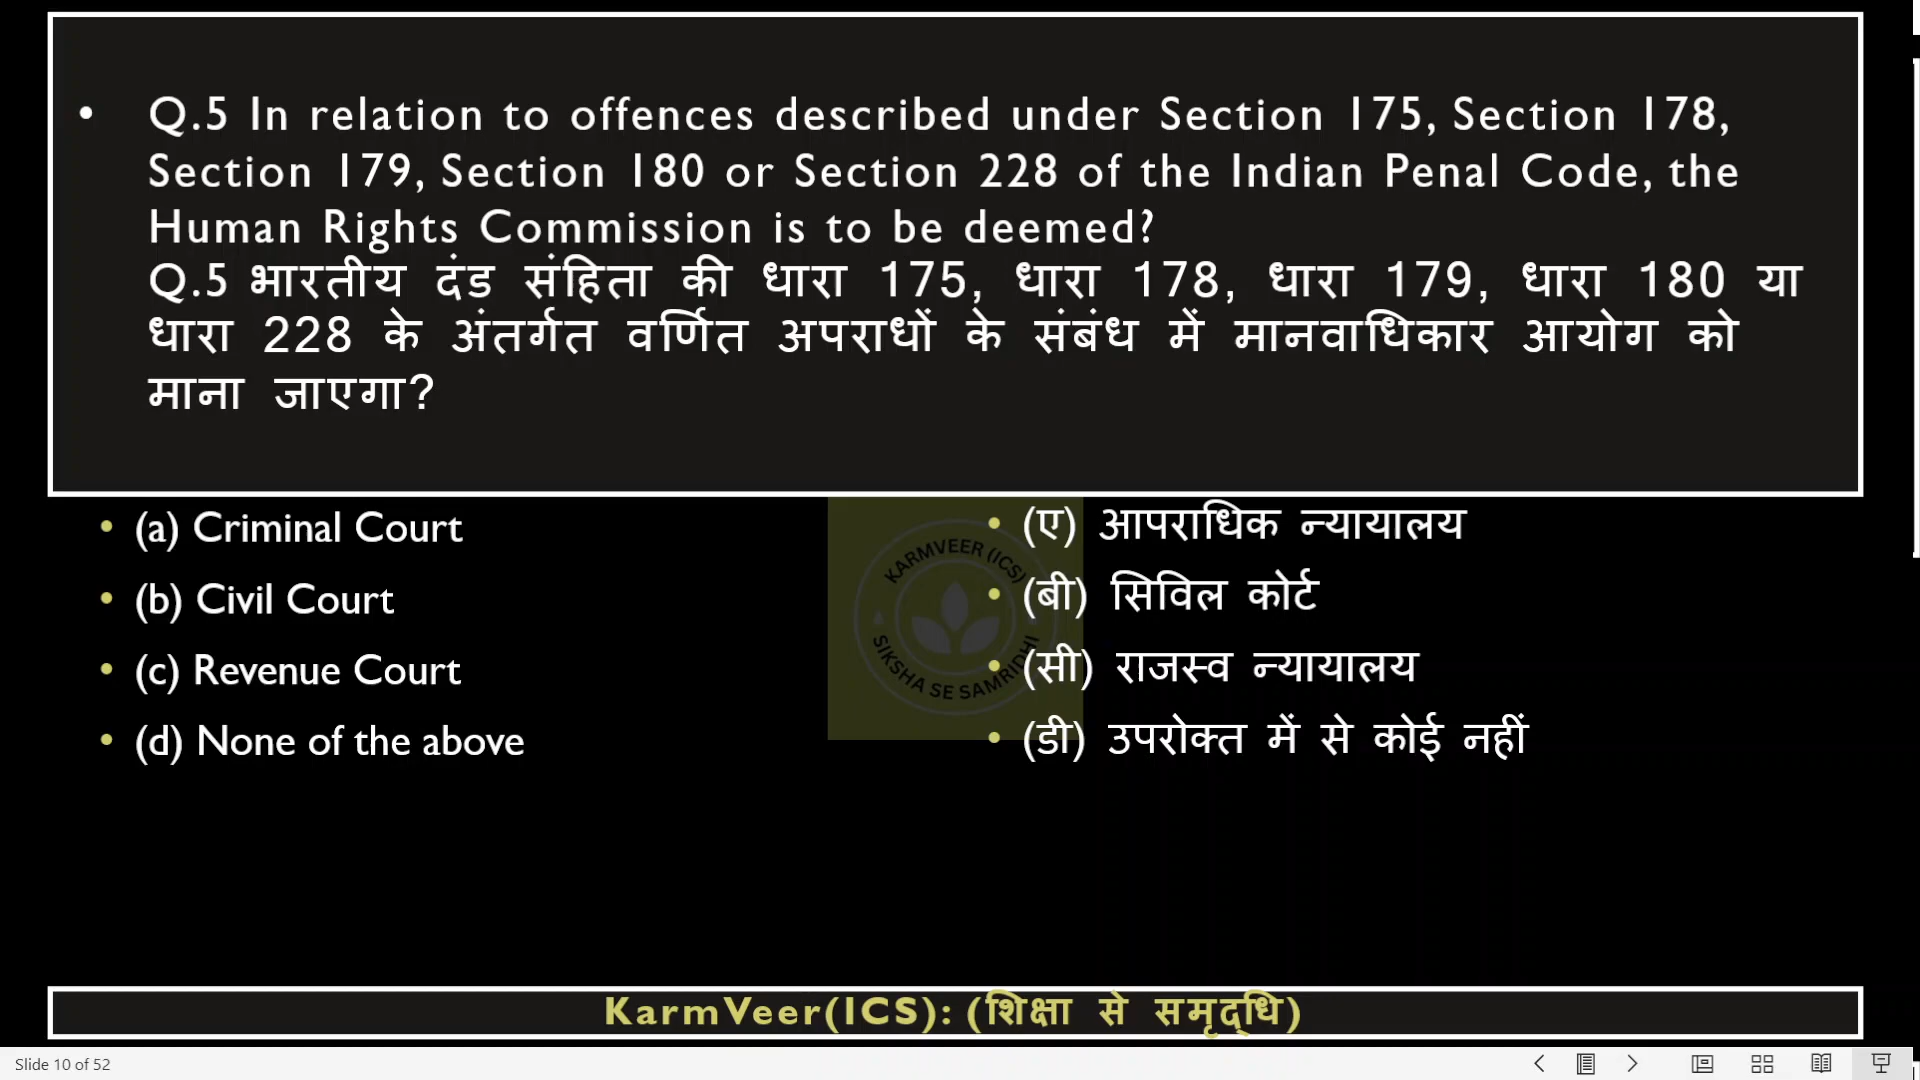 • Q.5 In relation to offences described under Section 175, Section 178,
Section 179, Section 180 or Section 228 of the Indian Penal Code, the
Human Rights Commission is to be deemed?
Q.5 भारतीय दंड संहिता की धारा 175, धारा 178, धारा 179, धारा 180 या
धारा 228 के अंतर्गत वर्णित अपराधों के संबंध में मानवाधिकार आयोग को
माना जाएगा?
• (a) Criminal Court
• (b) Civil Court
• (c) Revenue Court
• (d) None of the above
KARMVEER (ICS)
SIKSHA SE SAMRIDHI
• (ए) आपराधिक न्यायालय
• (बी) सिविल कोर्ट
• (सी) राजस्व न्यायालय
• (डी) उपरोक्त में से कोई नहीं
KarmVeer(ICS): (शिक्षा से समृद्धि)
Slide 10 of 52